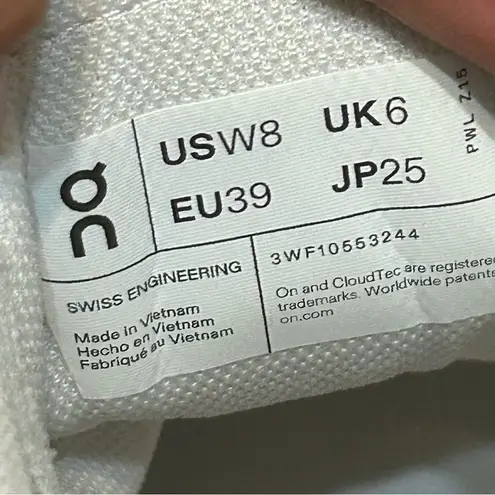 USW8 UK6
EU39 JP25
SWISS ENGINEERING
Made in Vietnam
Hecho en Vietnam
Fabriqué au Vietnam
3WF10553244
On and CloudTec are registere
trademarks. Worldwide patents
on.com
PWL Z15